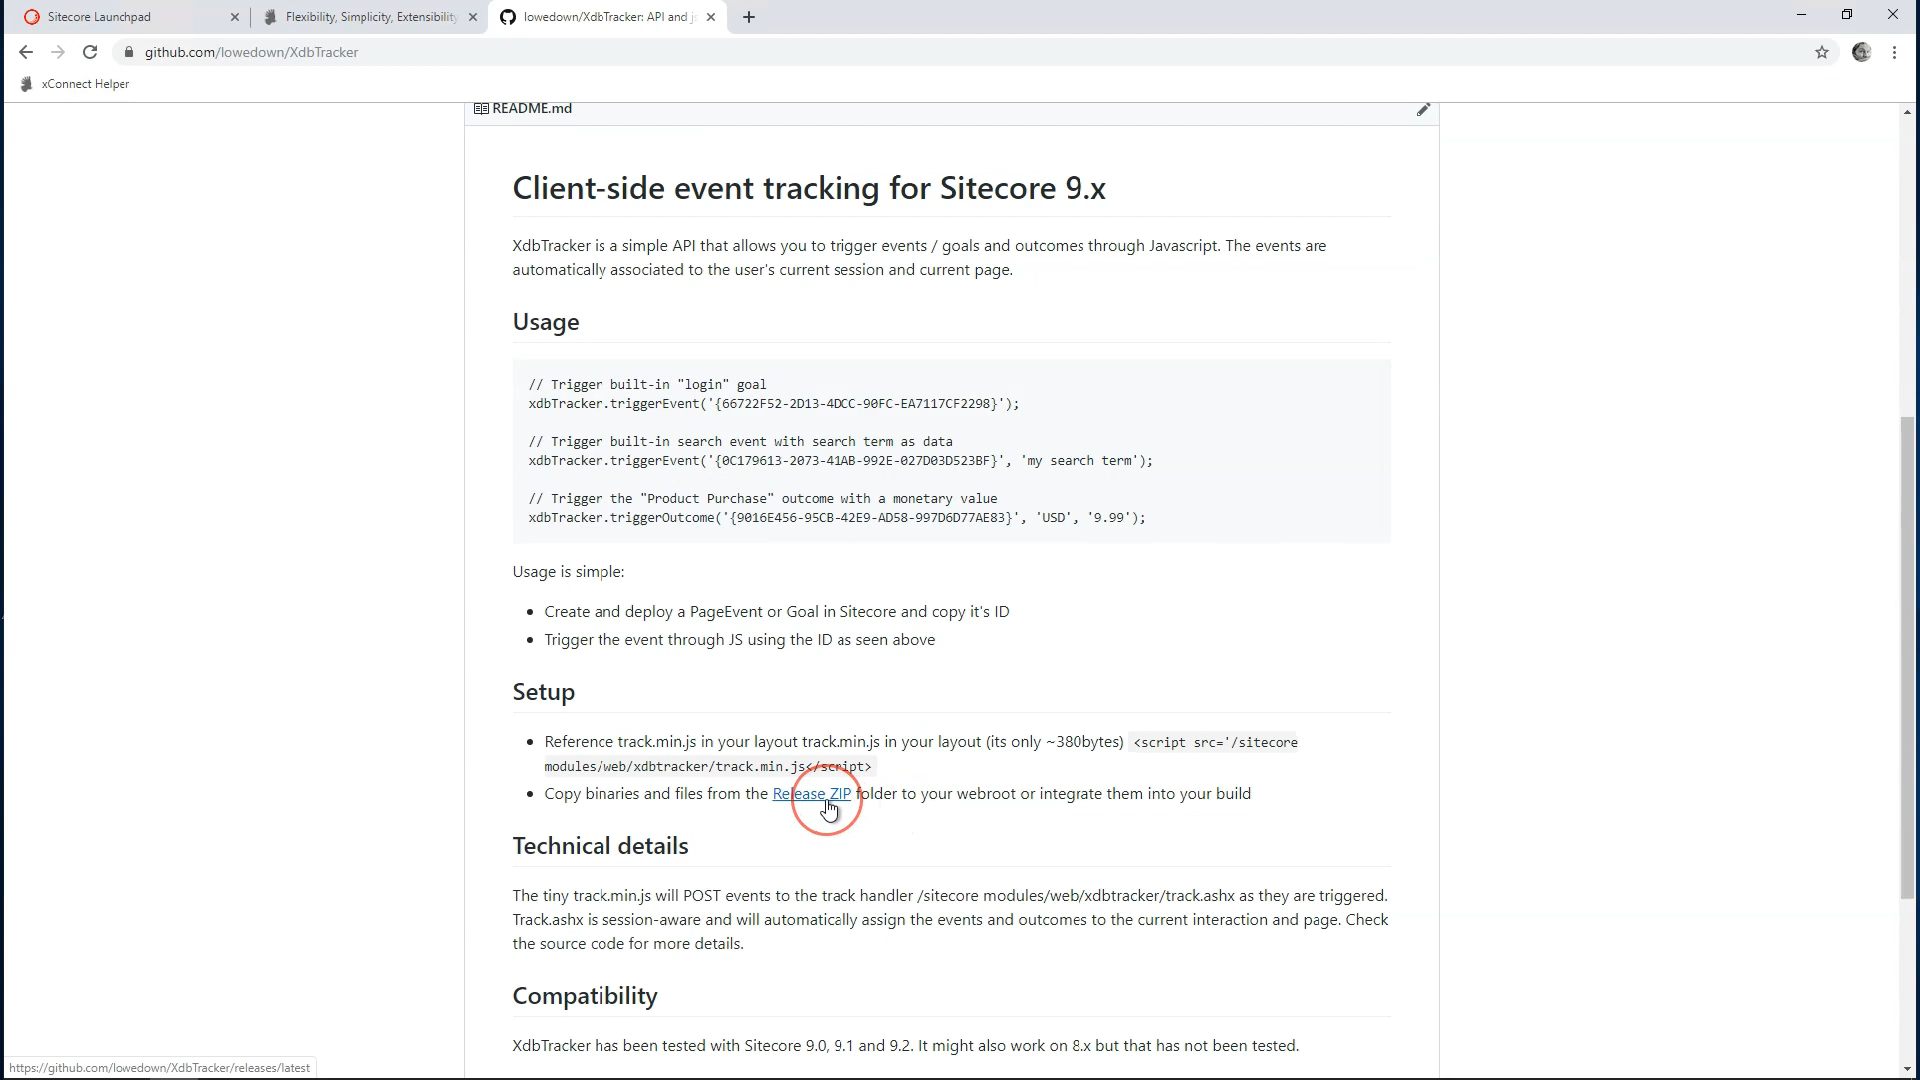 Sitecore Launchpad
Flexibility, Simplicity, Extensibility
lowedown/XdbTracker: API and js
github.com/lowedown/XdbTracker
xConnect Helper
README.md
Client-side event tracking for Sitecore 9.x
XdbTracker is a simple API that allows you to trigger events / goals and outcomes through Javascript. The events are
automatically associated to the user's current session and current page.
Usage
// Trigger built-in "login" goal
xdbTracker.triggerEvent('{66722F52-2D13-4DCC-90FC-EA7117CF2298}');
// Trigger built-in search event with search term as data
xdbTracker.triggerEvent('{0C179613-2073-41AB-992E-027D03D523BF}', 'my search term');
// Trigger the "Product Purchase" outcome with a monetary value
xdbTracker.triggerOutcome('{9016E456-95CB-42E9-AD58-997D6D77AE83}', 'USD', '9.99');
Usage is simple:
• Create and deploy a PageEvent or Goal in Sitecore and copy it's ID
• Trigger the event through JS using the ID as seen above
Setup
• Reference track.min.js in your layout track.min.js in your layout (its only ~380bytes) <script src='/sitecore
modules/web/xdbtracker/track.min.js</script>
• Copy binaries and files from the Release ZIP folder to your webroot or integrate them into your build
Technical details
The tiny track.min.js will POST events to the track handler /sitecore modules/web/xdbtracker/track.ashx as they are triggered.
Track.ashx is session-aware and will automatically assign the events and outcomes to the current interaction and page. Check
the source code for more details.
Compatibility
XdbTracker has been tested with Sitecore 9.0, 9.1 and 9.2. It might also work on 8.x but that has not been tested.
https://github.com/lowedown/XdbTracker/releases/latest